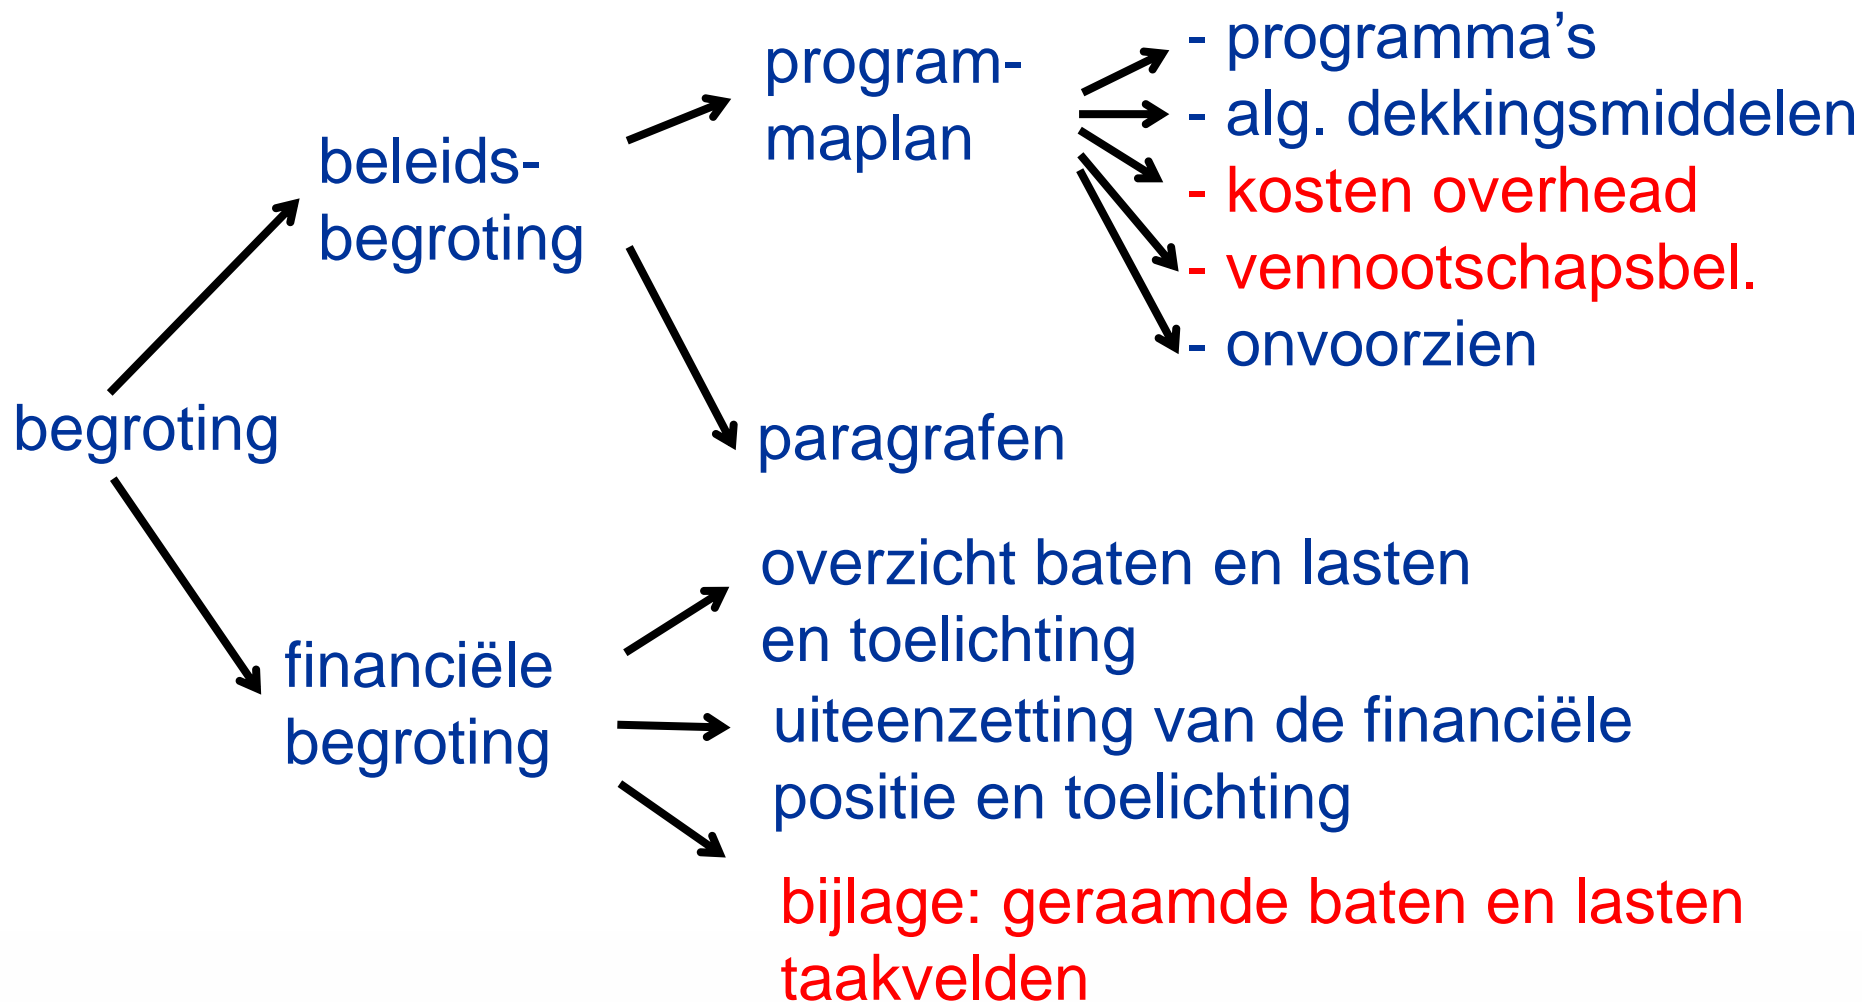 begroting
beleids-
begroting
program-
maplan
- programma’s
- alg. dekkingsmiddelen
- kosten overhead
- vennootschapsbel.
- onvoorzien
paragrafen
financiële
begroting
overzicht baten en lasten
en toelichting
uiteenzetting van de financiële
positie en toelichting
bijlage: geraamde baten en lasten
taakvelden